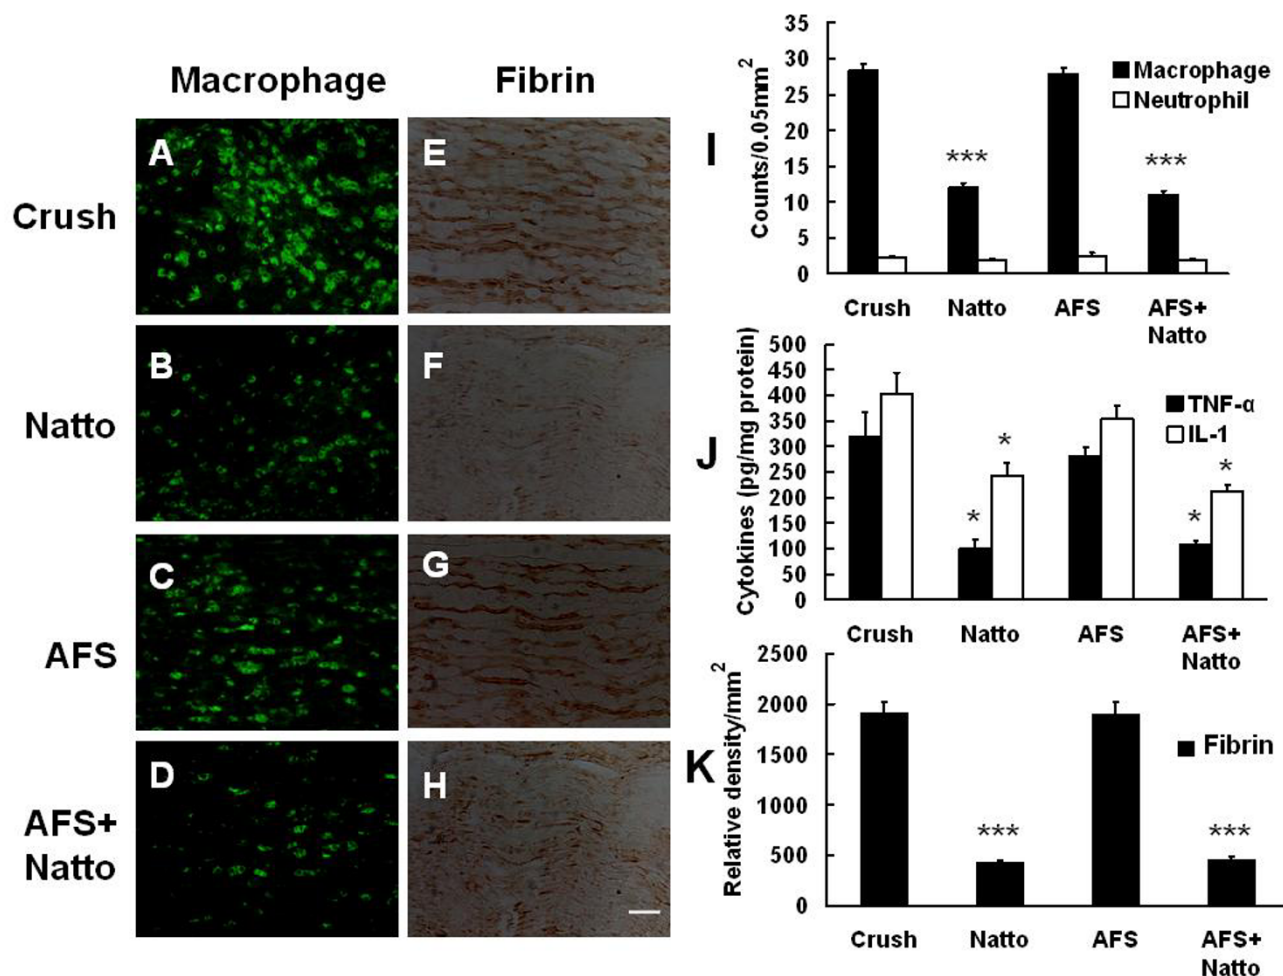 Macrophage
Fibrin
Crush
A
E
Natto
B
F
AFS
C
G
AFS+
Natto
D
H
I
Counts/0.05mm²
35
30
25
20
15
10
5
0
Macrophage
Neutrophil
***
***
Crush
Natto
AFS
AFS+
Natto
J
Cytokines (pg/mg protein)
500
450
400
350
300
250
200
150
100
50
0
TNF-α
IL-1
*
*
*
*
Crush
Natto
AFS
AFS+
Natto
K
Relative density/mm²
2500
2000
1500
1000
500
0
Fibrin
***
***
Crush
Natto
AFS
AFS+
Natto